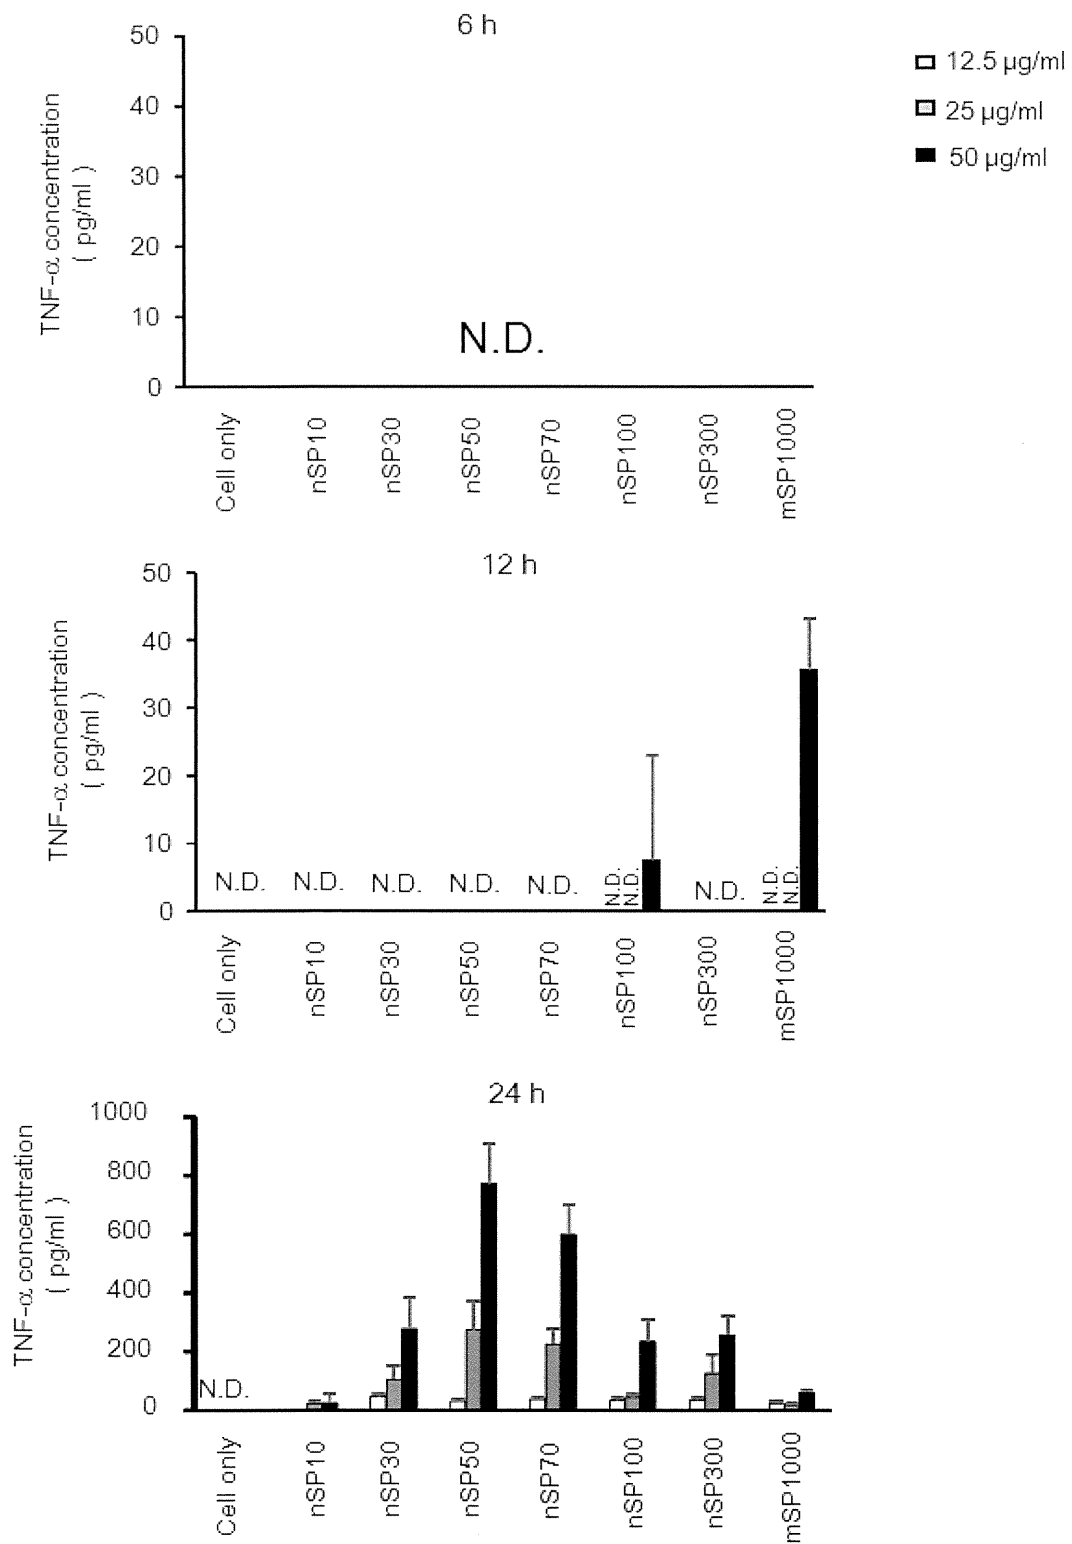 6 h
12.5 µg/ml
25 µg/ml
50 µg/ml
TNF-α concentration
( pg/ml )
50
40
30
20
10
0
N.D.
Cell only
nSP10
nSP30
nSP50
nSP70
nSP100
nSP300
mSP1000
12 h
TNF-α concentration
( pg/ml )
50
40
30
20
10
0
N.D.
N.D.
N.D.
N.D.
N.D.
N.D.
N.D.
N.D.
N.D.
N.D.
Cell only
nSP10
nSP30
nSP50
nSP70
nSP100
nSP300
mSP1000
24 h
TNF-α concentration
( pg/ml )
1000
800
600
400
200
0
N.D.
Cell only
nSP10
nSP30
nSP50
nSP70
nSP100
nSP300
mSP1000